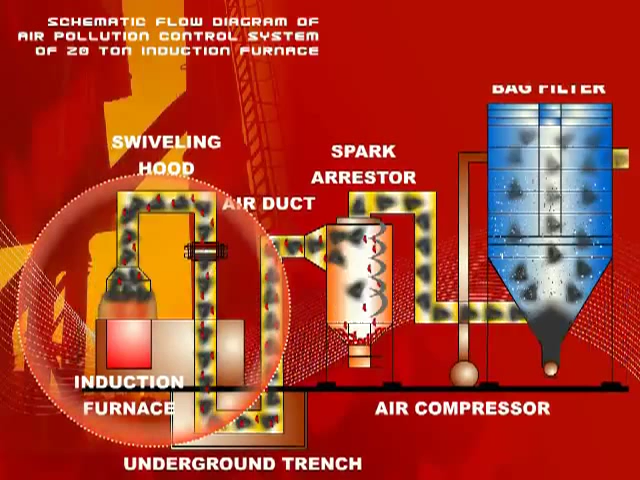 SCHEMATIC FLOW DIAGRAM OF
AIR POLLUTION CONTROL SYSTEM
OF 20 TON INDUCTION FURNACE
BAG FILTER
SWIVELING
HOOD
SPARK
ARRESTOR
AIR DUCT
INDUCTION
FURNACE
AIR COMPRESSOR
UNDERGROUND TRENCH